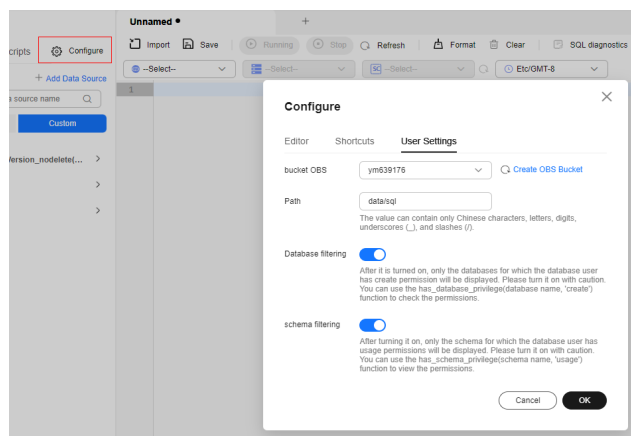 Unnamed ●
+
cripts
Configure
Import
Save
Running
Stop
Refresh
Format
Clear
SQL diagnostics
+ Add Data Source
--Select--
--Select--
SC --Select--
Etc/GMT-8
a source name
1
Custom
Version_nodelete(...
Configure
Editor
Shortcuts
User Settings
bucket OBS
ym639176
Create OBS Bucket
Path
data/sql
The value can contain only Chinese characters, letters, digits,
underscores (_), and slashes (/).
Database filtering
After it is turned on, only the databases for which the database user
has create permission will be displayed. Please turn it on with caution.
You can use the has_database_privilege(database name, 'create')
function to check the permissions.
schema filtering
After turning it on, only the schema for which the database user has
usage permissions will be displayed. Please turn it on with caution.
You can use the has_schema_privilege(schema name, 'usage')
function to view the permissions.
Cancel
OK